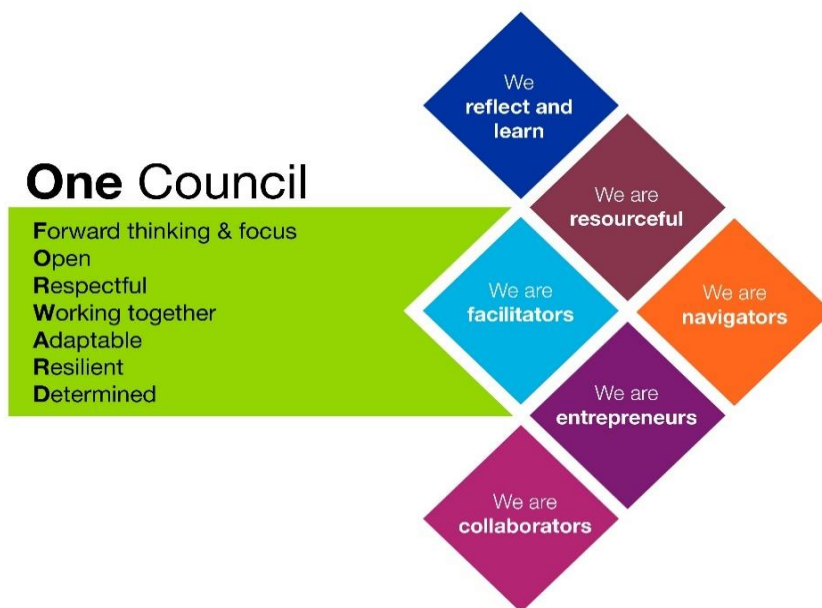 One Council
Forward thinking & focus
Open
Respectful
Working together
Adaptable
Resilient
Determined
We
reflect and
learn
We are
resourceful
We are
facilitators
We are
navigators
We are
entrepreneurs
We are
collaborators